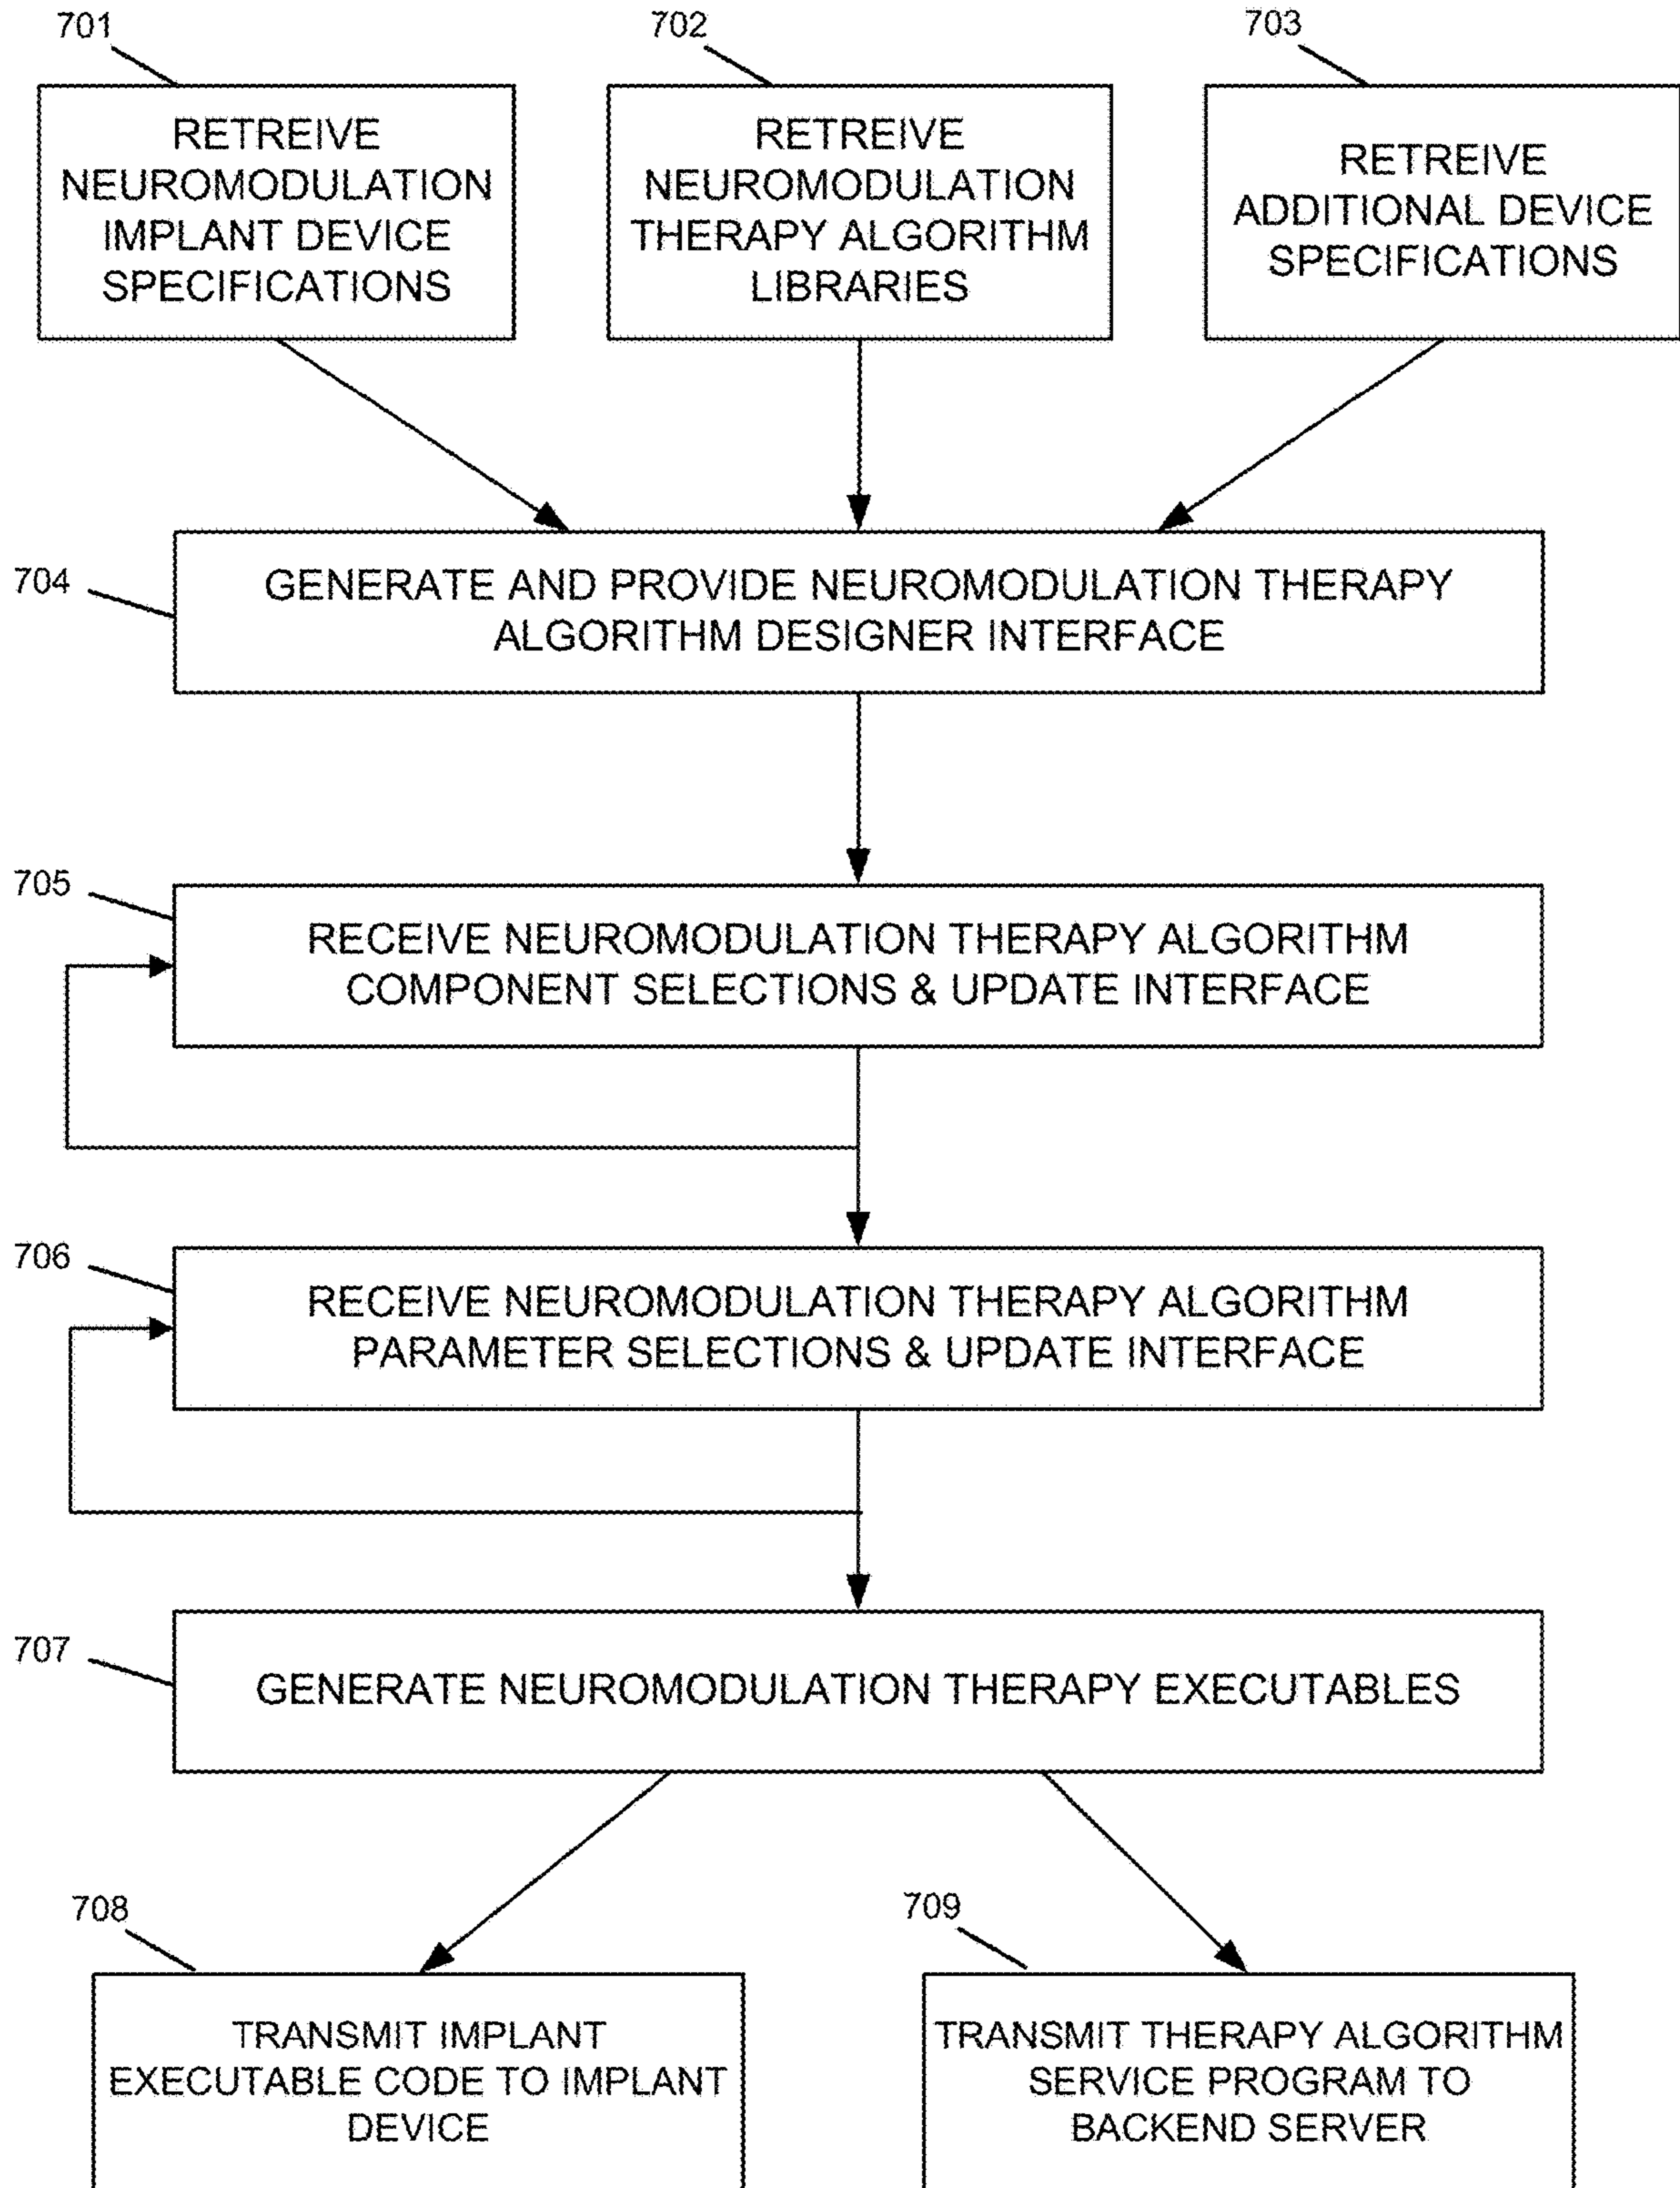 701
702
703
RETREIVE
NEUROMODULATION
IMPLANT DEVICE
SPECIFICATIONS
RETREIVE
NEUROMODULATION
THERAPY ALGORITHM
LIBRARIES
RETREIVE
ADDITIONAL DEVICE
SPECIFICATIONS
704
GENERATE AND PROVIDE NEUROMODULATION THERAPY
ALGORITHM DESIGNER INTERFACE
705
RECEIVE NEUROMODULATION THERAPY ALGORITHM
COMPONENT SELECTIONS & UPDATE INTERFACE
706
RECEIVE NEUROMODULATION THERAPY ALGORITHM
PARAMETER SELECTIONS & UPDATE INTERFACE
707
GENERATE NEUROMODULATION THERAPY EXECUTABLES
708
709
TRANSMIT IMPLANT
EXECUTABLE CODE TO IMPLANT
DEVICE
TRANSMIT THERAPY ALGORITHM
SERVICE PROGRAM TO
BACKEND SERVER